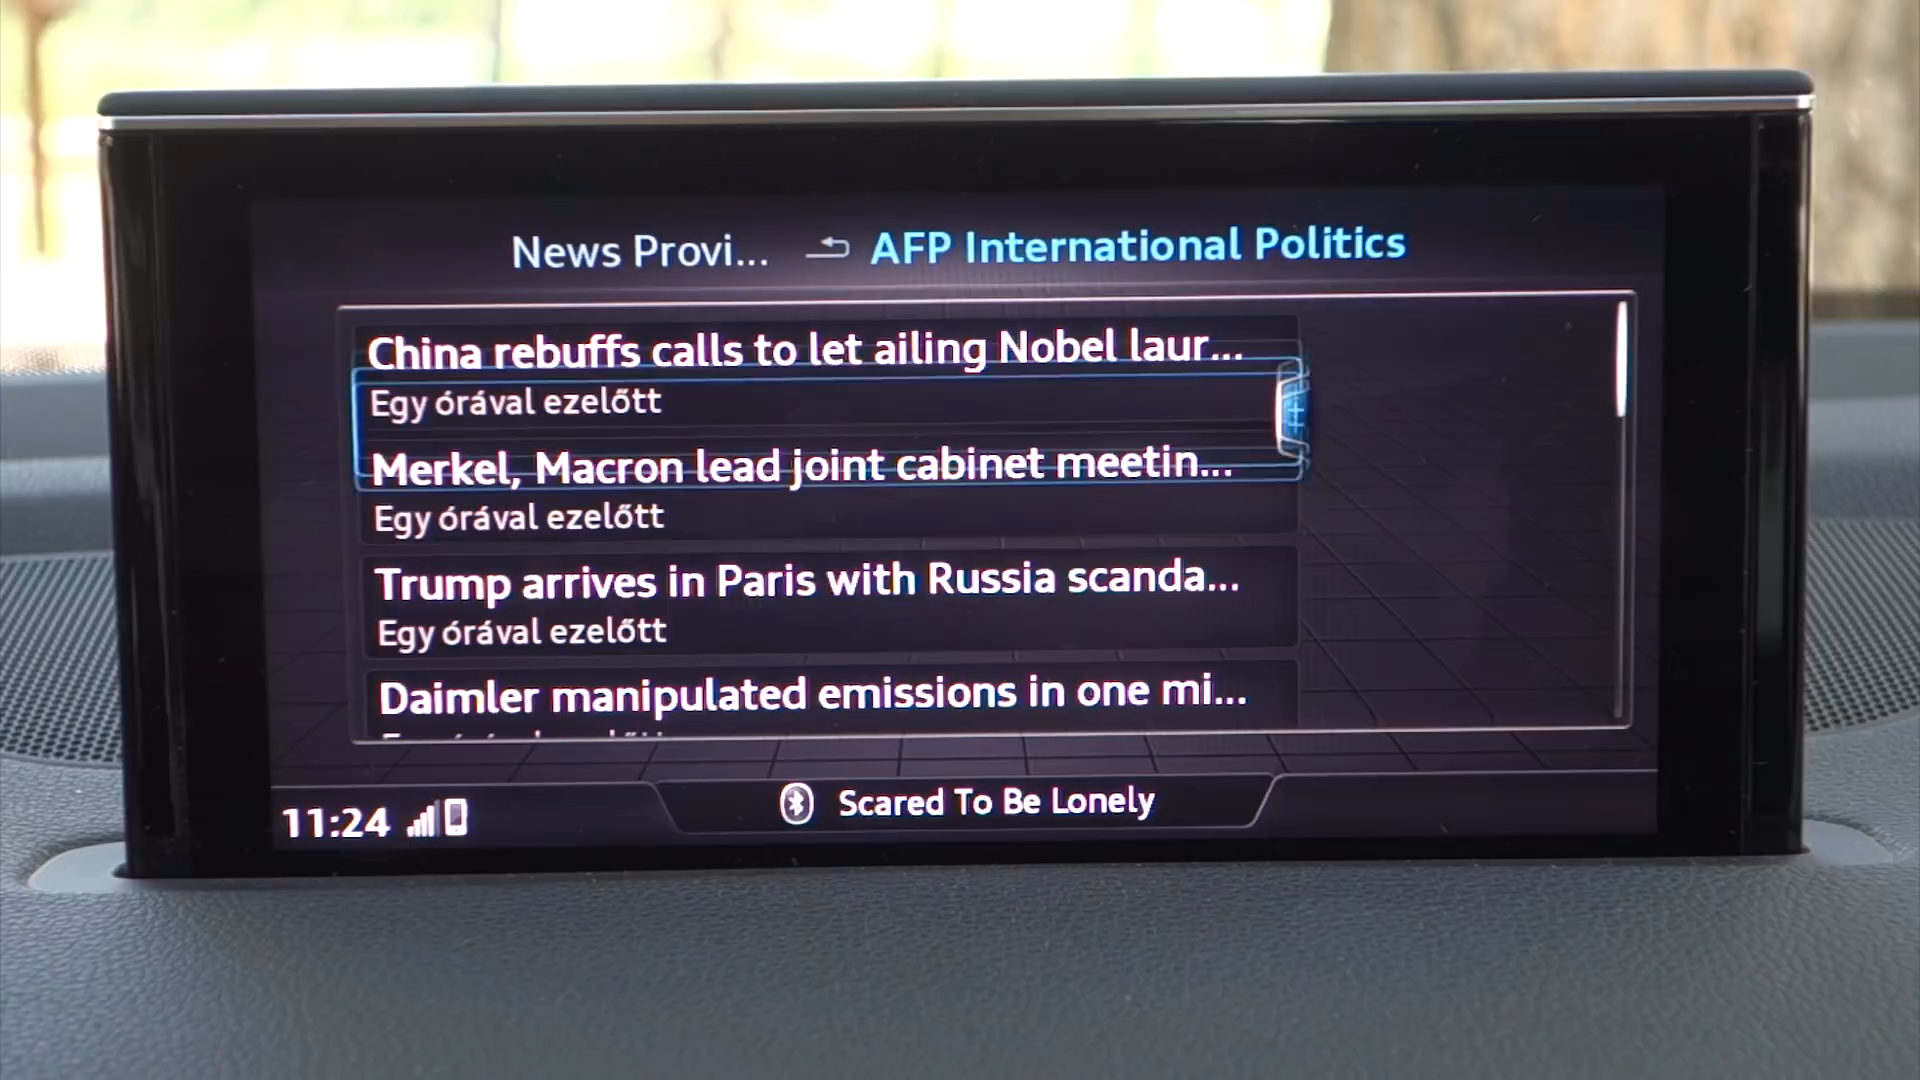 News Provi... AFP International Politics
China rebuffs calls to let ailing Nobel laur...
Egy órával ezelőtt
Merkel, Macron lead joint cabinet meetin...
Egy órával ezelőtt
Trump arrives in Paris with Russia scanda...
Egy órával ezelőtt
Daimler manipulated emissions in one mi...
11:24 Scared To Be Lonely